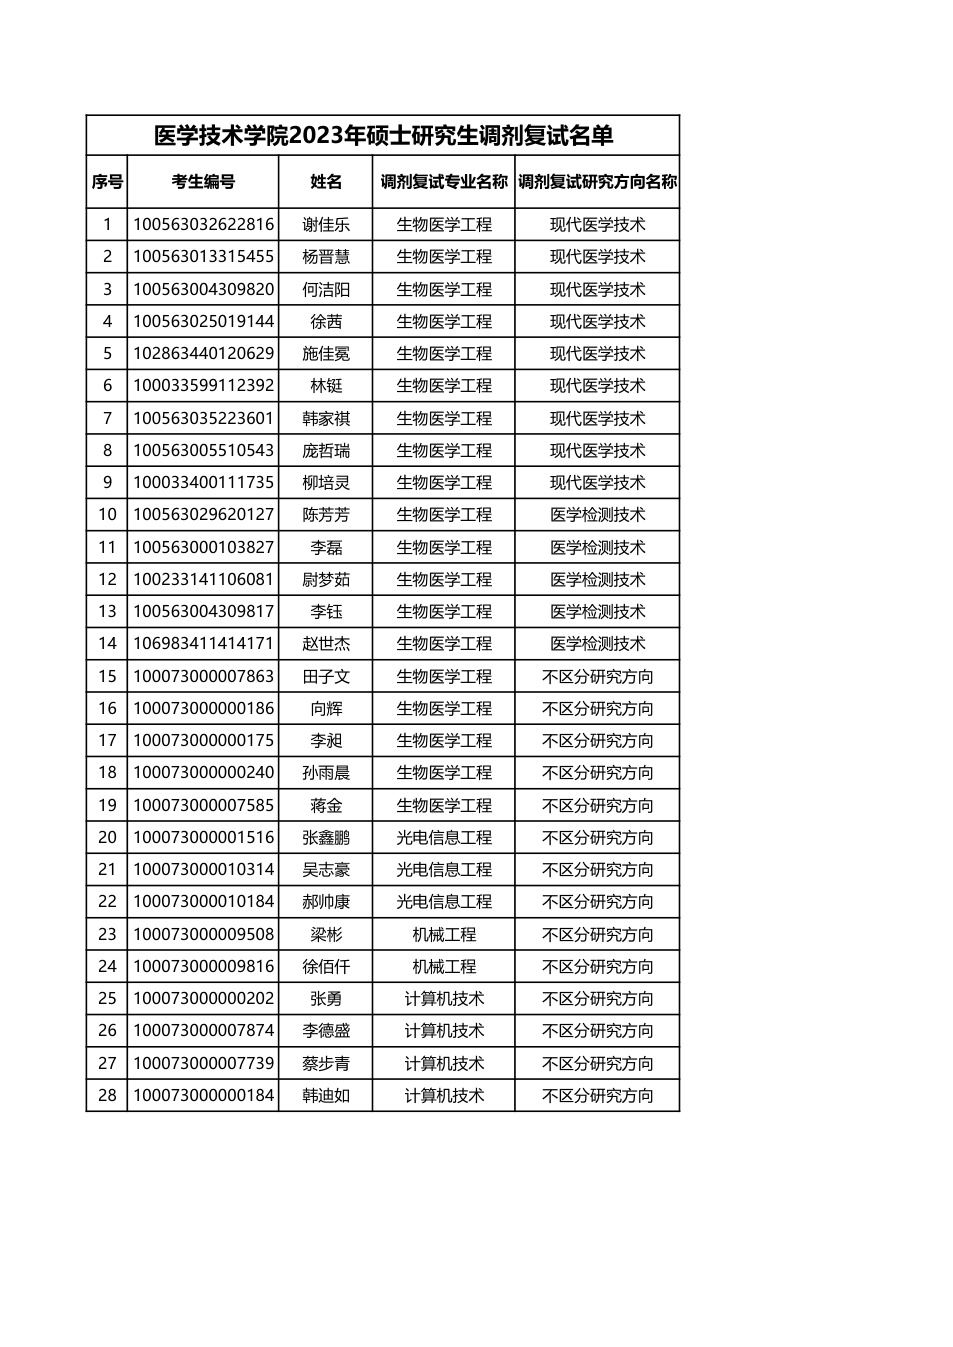 医学技术学院2023年硕士研究生调剂复试名单
序号 考生编号 姓名 调剂复试专业名称 调剂复试研究方向名称
1 100563032622816 谢佳乐 生物医学工程 现代医学技术
2 100563013315455 杨晋慧 生物医学工程 现代医学技术
3 100563004309820 何洁阳 生物医学工程 现代医学技术
4 100563025019144 徐茜 生物医学工程 现代医学技术
5 102863440120629 施佳冕 生物医学工程 现代医学技术
6 100033599112392 林铤 生物医学工程 现代医学技术
7 100563035223601 韩家祺 生物医学工程 现代医学技术
8 100563005510543 庞哲瑞 生物医学工程 现代医学技术
9 100033400111735 柳培灵 生物医学工程 现代医学技术
10 100563029620127 陈芳芳 生物医学工程 医学检测技术
11 100563000103827 李磊 生物医学工程 医学检测技术
12 100233141106081 尉梦茹 生物医学工程 医学检测技术
13 100563004309817 李钰 生物医学工程 医学检测技术
14 106983411414171 赵世杰 生物医学工程 医学检测技术
15 100073000007863 田子文 生物医学工程 不区分研究方向
16 100073000000186 向辉 生物医学工程 不区分研究方向
17 100073000000175 李昶 生物医学工程 不区分研究方向
18 100073000000240 孙雨晨 生物医学工程 不区分研究方向
19 100073000007585 蒋金 生物医学工程 不区分研究方向
20 100073000001516 张鑫鹏 光电信息工程 不区分研究方向
21 100073000010314 吴志豪 光电信息工程 不区分研究方向
22 100073000010184 郝帅康 光电信息工程 不区分研究方向
23 100073000009508 梁彬 机械工程 不区分研究方向
24 100073000009816 徐佰仟 机械工程 不区分研究方向
25 100073000000202 张勇 计算机技术 不区分研究方向
26 100073000007874 李德盛 计算机技术 不区分研究方向
27 100073000007739 蔡步青 计算机技术 不区分研究方向
28 100073000000184 韩迪如 计算机技术 不区分研究方向